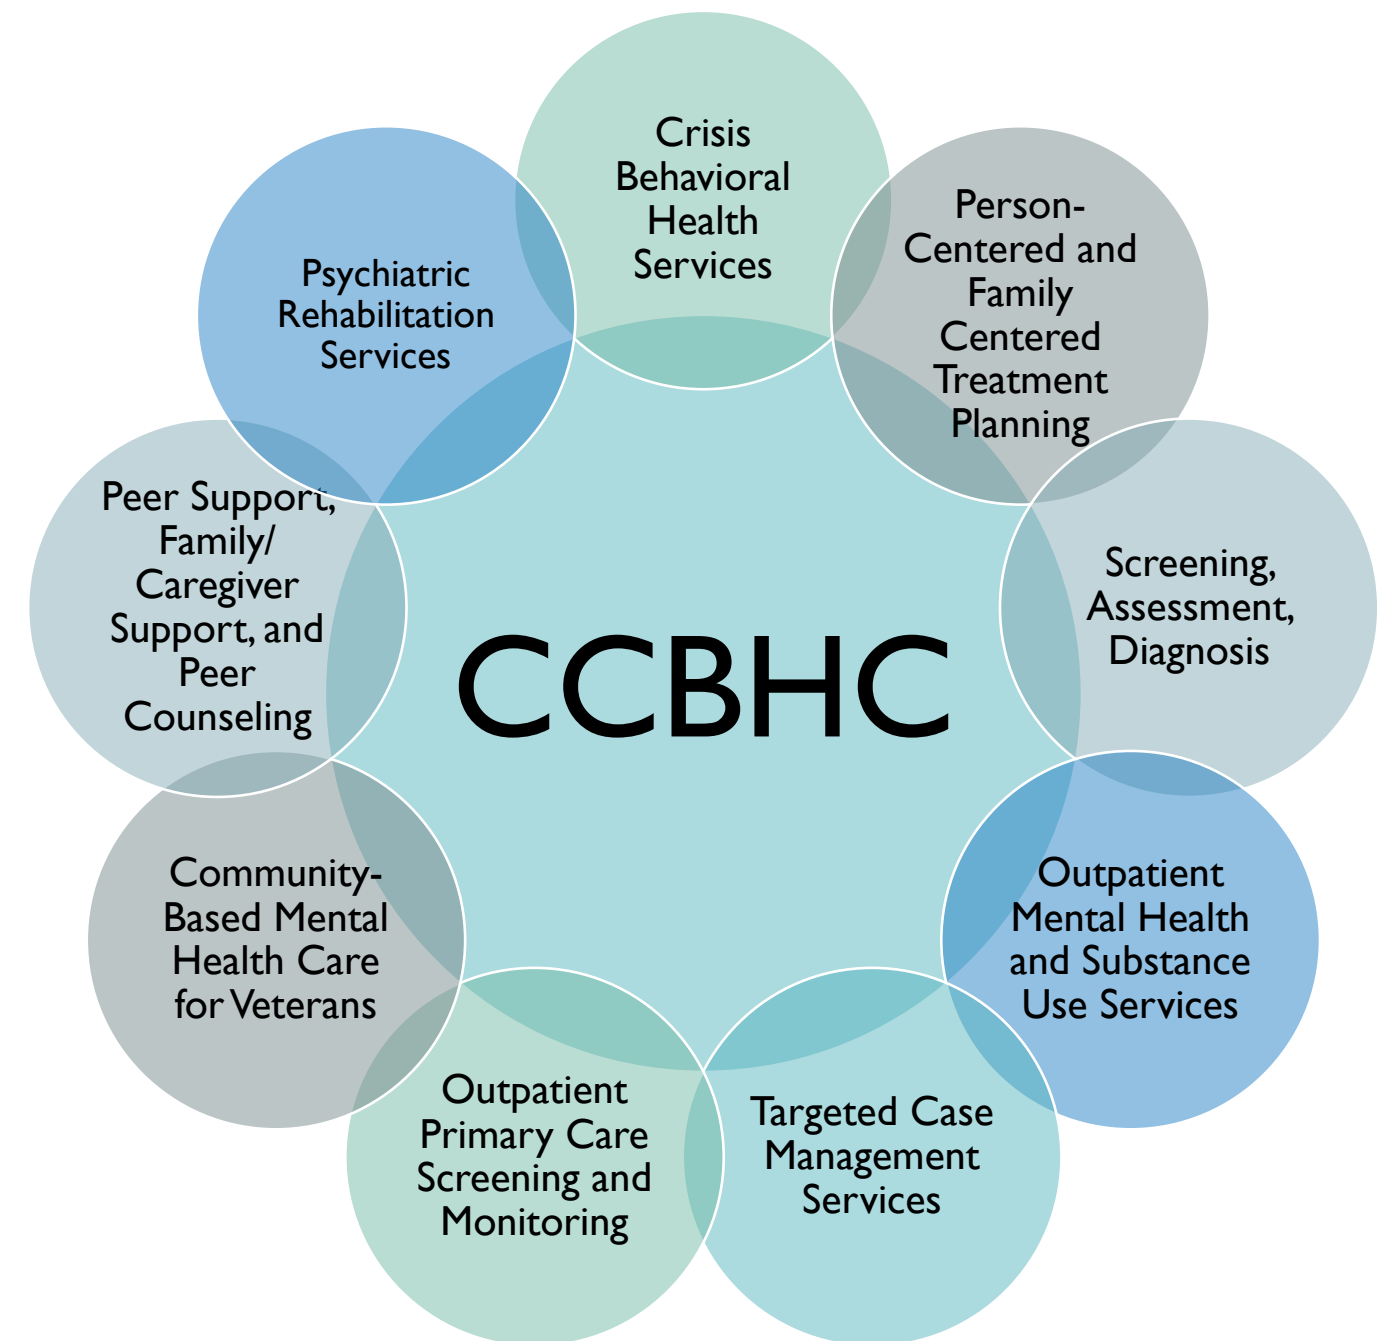 Crisis
Behavioral
Health
Services
Person-
Centered and
Family
Centered
Treatment
Planning
Screening,
Assessment,
Diagnosis
Outpatient
Mental Health
and Substance
Use Services
Targeted Case
Management
Services
Outpatient
Primary Care
Screening and
Monitoring
Community-
Based Mental
Health Care
for Veterans
Peer Support,
Family/
Caregiver
Support, and
Peer
Counseling
Psychiatric
Rehabilitation
Services
CCBHC